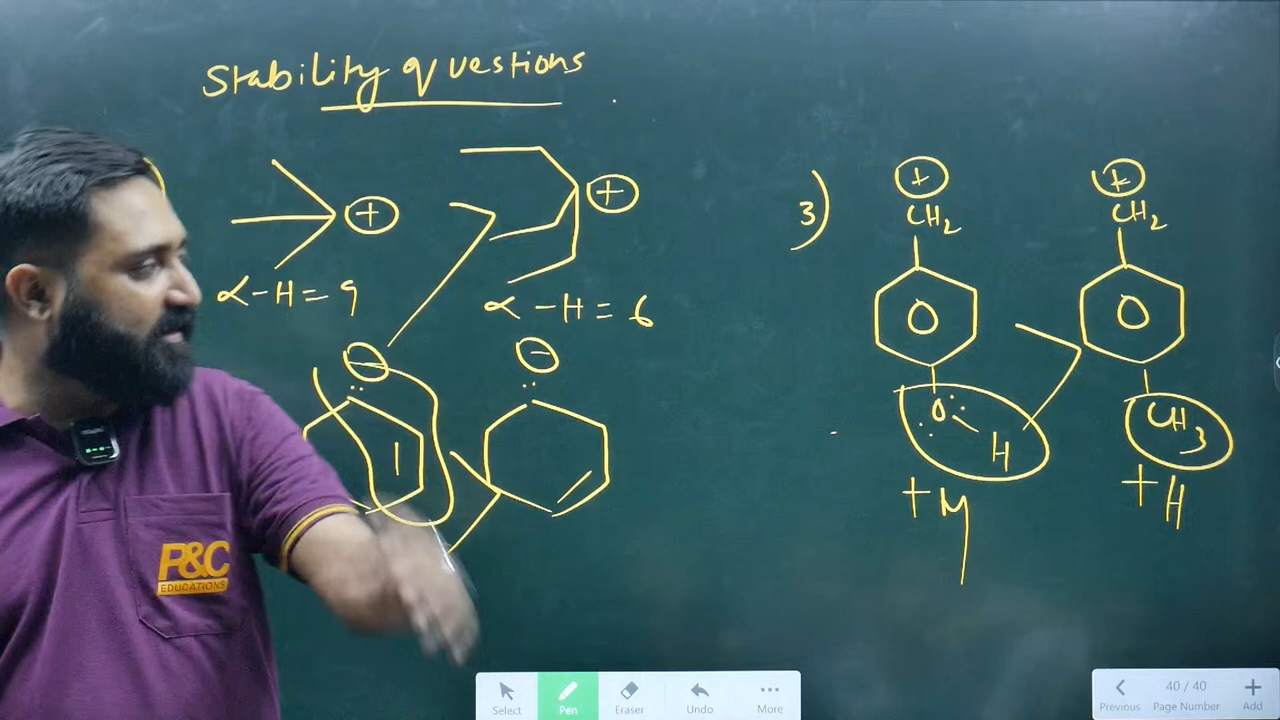 Stability questions
⊕
⊕
α-H = 9
α-H = 6
⊖
⊖
3)
⊕
CH₂
O
O
H
+M
⊕
CH₂
O
CH₃
+H
P&C
EDUCATIONS
Select
Pen
Eraser
Undo
More
Previous
40 / 40
Page Number
Add